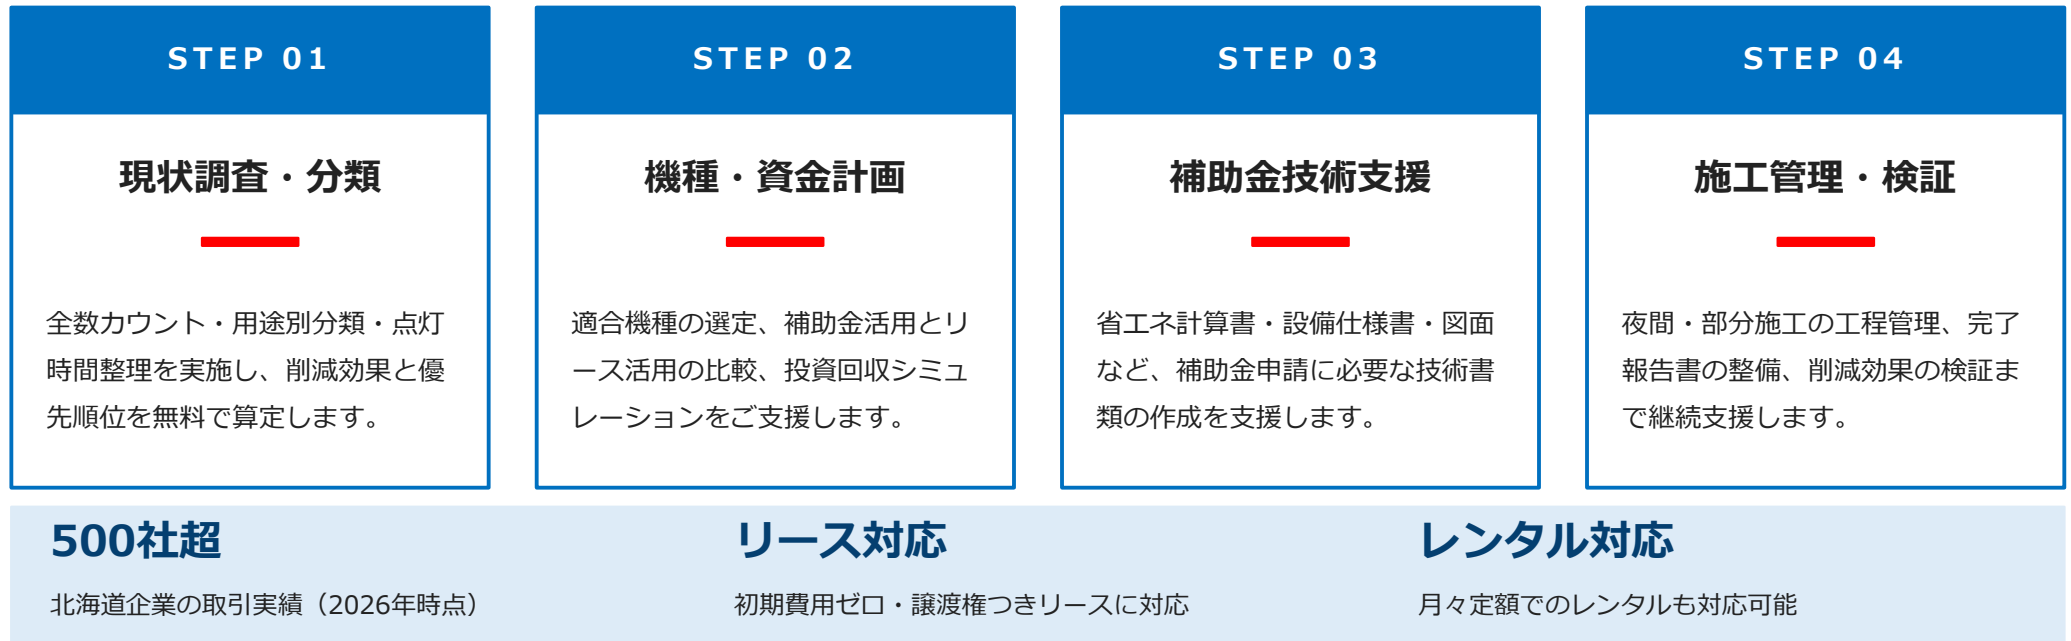 STEP 01
現状調査・分類
全数カウント・用途別分類・点灯
時間整理を実施し、削減効果と優
先順位を無料で算定します。
STEP 02
機種・資金計画
適合機種の選定、補助金活用とリ
ース活用の比較、投資回収シミュ
レーションをご支援します。
STEP 03
補助金技術支援
省エネ計算書・設備仕様書・図面
など、補助金申請に必要な技術書
類の作成を支援します。
STEP 04
施工管理・検証
夜間・部分施工の工程管理、完了
報告書の整備、削減効果の検証ま
で継続支援します。
500社超
北海道企業の取引実績（2026年時点）
リース対応
初期費用ゼロ・譲渡権つきリースに対応
レンタル対応
月々定額でのレンタルも対応可能